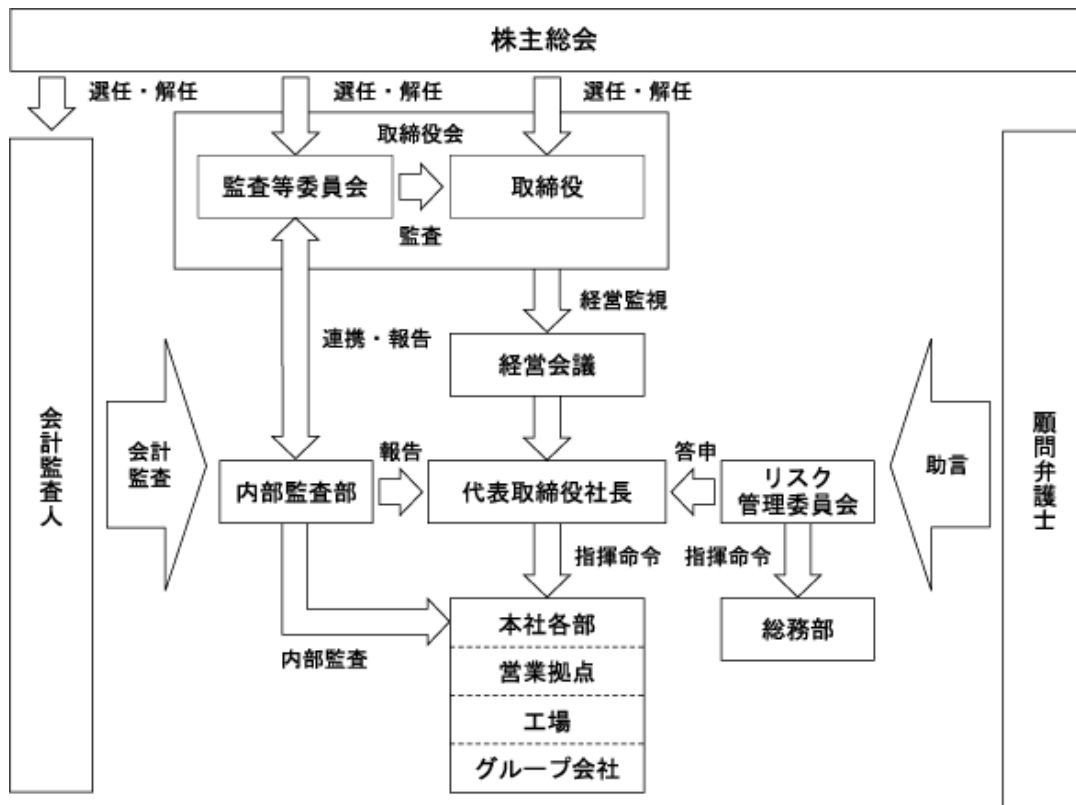 株主総会
選任・解任
選任・解任
選任・解任
取締役会
監査等委員会
取締役
監査
経営監視
連携・報告
経営会議
会計監査人
会計
監査
報告
答申
内部監査部
代表取締役社長
リスク
管理委員会
助言
顧問弁護士
指揮命令
指揮命令
本社各部
総務部
内部監査
営業拠点
工場
グループ会社